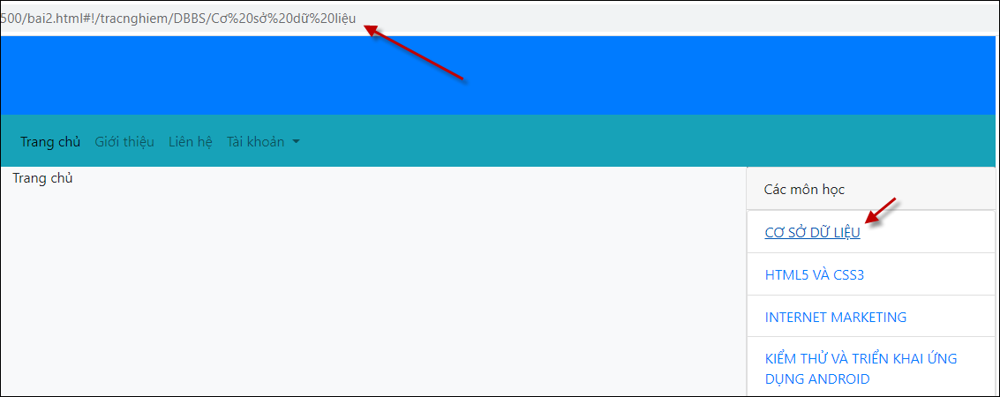 500/bai2.html#!/tracnghiem/DBBS/Cơ%20sở%20dữ%20liệu
Trang chủ Giới thiệu Liên hệ Tài khoản
Trang chủ
Các môn học
CƠ SỞ DỮ LIỆU
HTML5 VÀ CSS3
INTERNET MARKETING
KIỂM THỬ VÀ TRIỂN KHAI ỨNG
DỤNG ANDROID